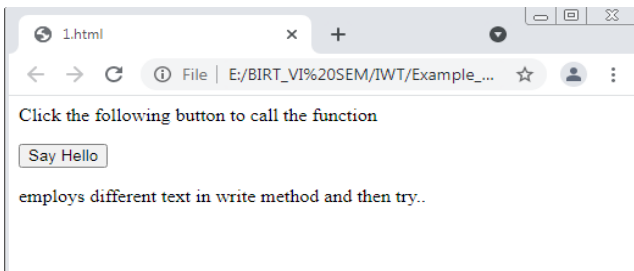 1.html
File | E:/BIRT_VI%20SEM/IWT/Example_...
Click the following button to call the function
Say Hello
employs different text in write method and then try..